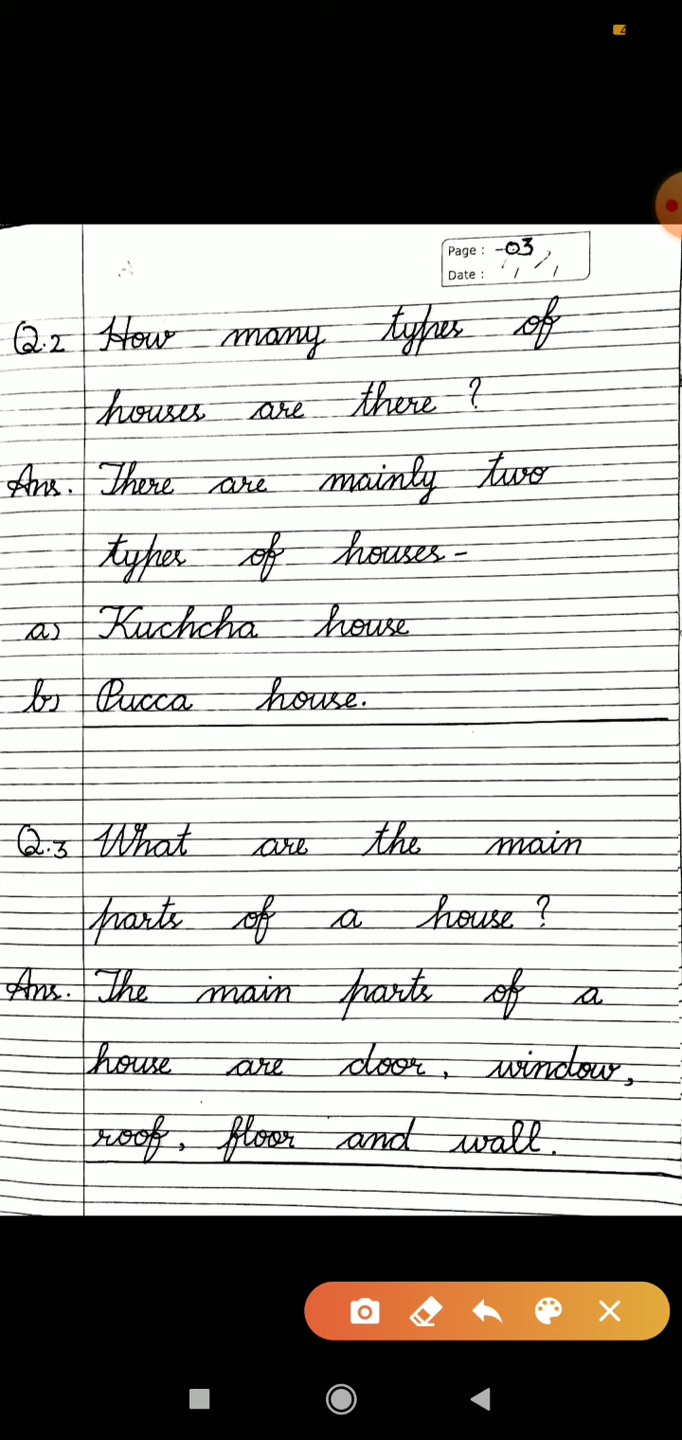 Page : -03
Date : / / /
Q.2 How many types of
houses are there ?
Ans. There are mainly two
types of houses -
a) Kuchcha house
b) Pucca house.
Q.3 What are the main
parts of a house ?
Ans. The main parts of a
house are door, window,
roof, floor and wall.